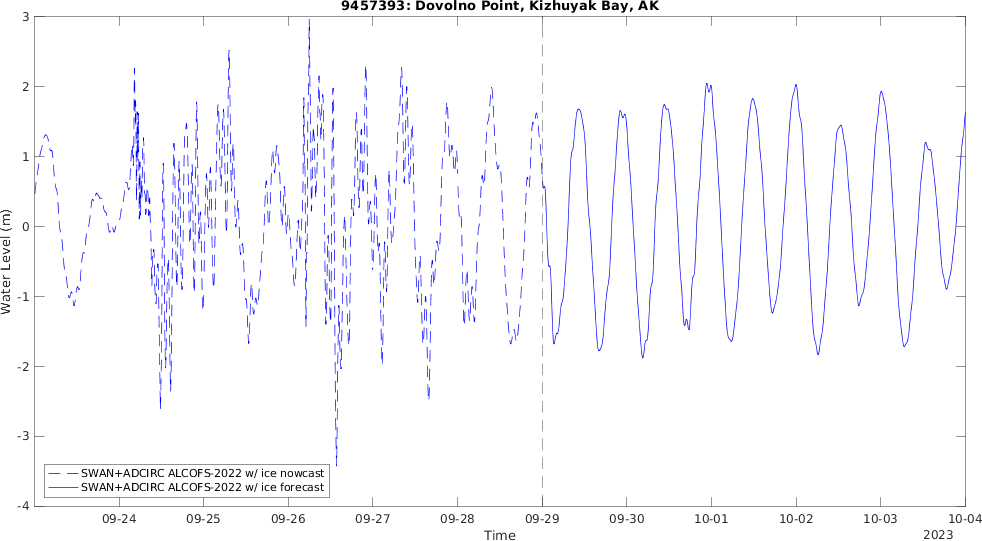 9457393: Dovolno Point, Kizhuyak Bay, AK
3
2
1
0
-1
-2
-3
-4
Water Level (m)
SWAN+ADCIRC ALCOFS-2022 w/ ice nowcast
SWAN+ADCIRC ALCOFS-2022 w/ ice forecast
09-24 09-25 09-26 09-27 09-28 09-29 09-30 10-01 10-02 10-03 10-04
Time
2023